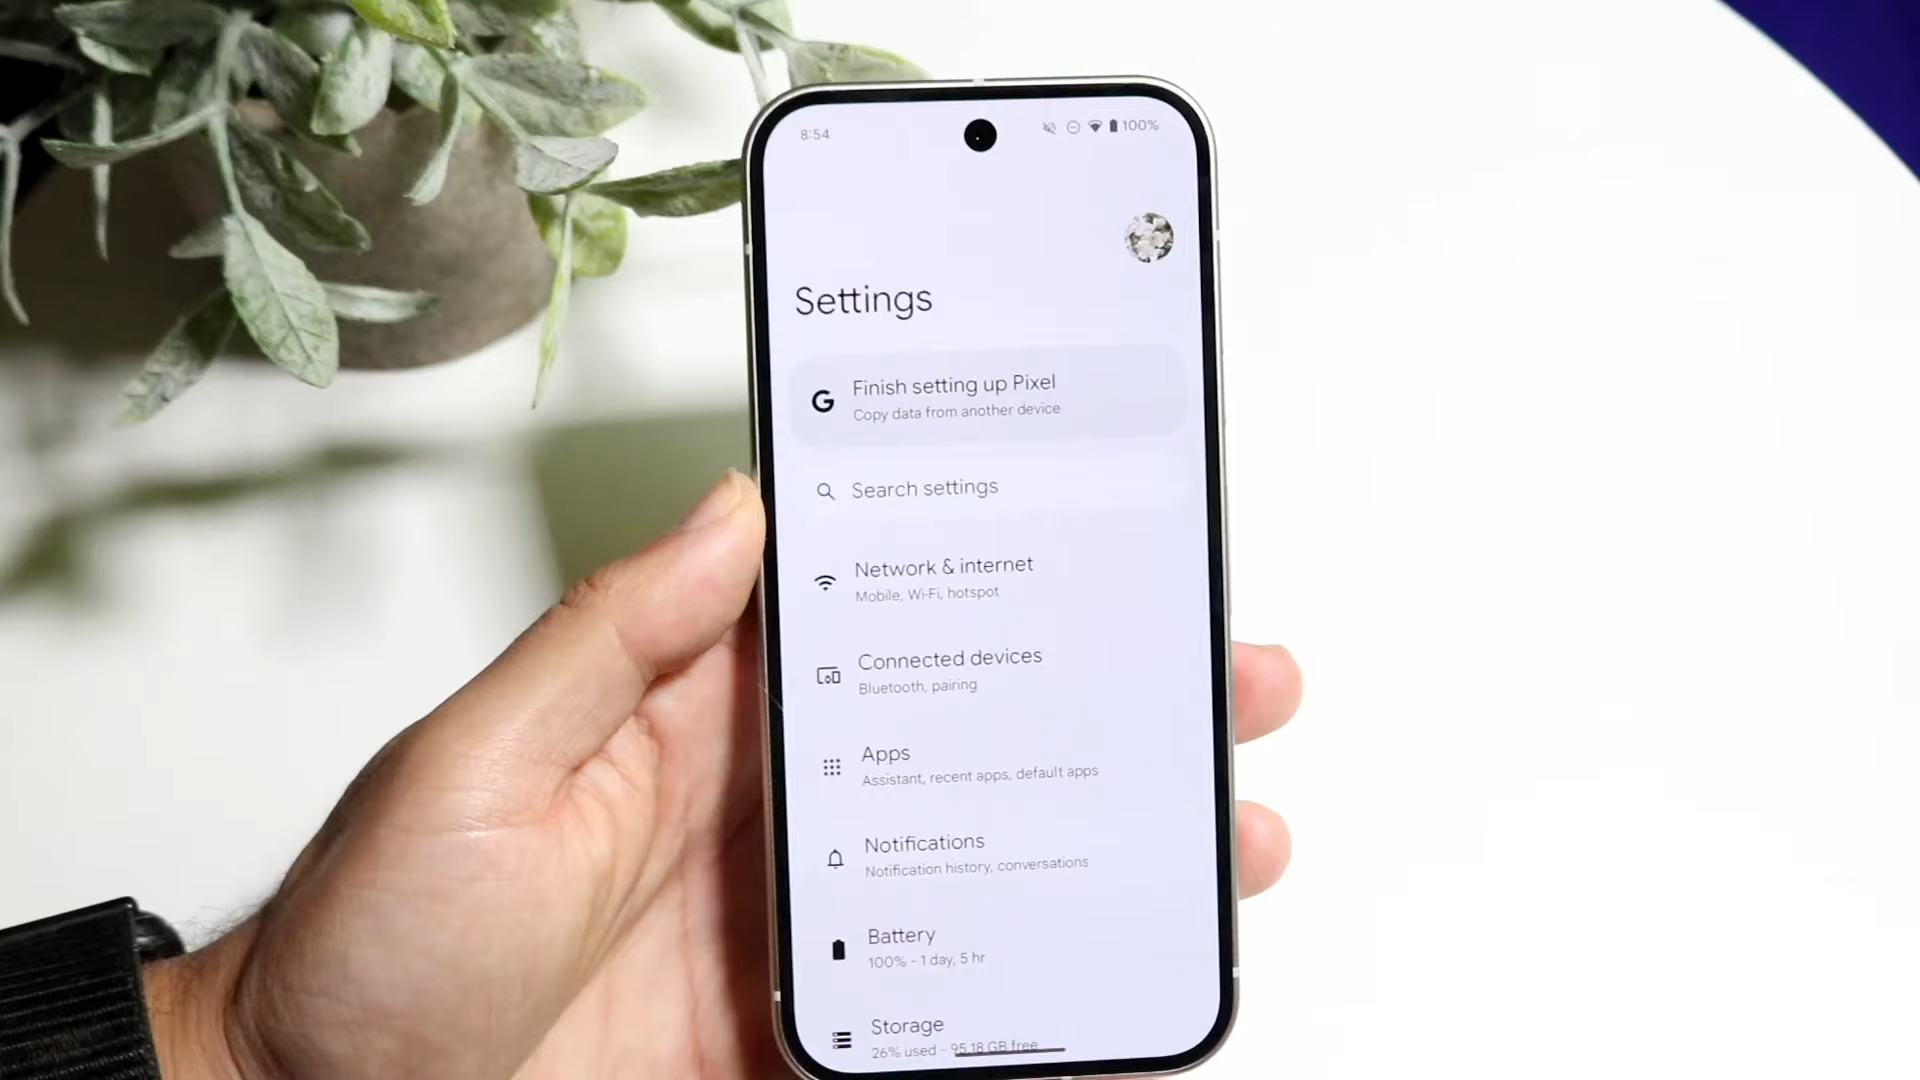 8:54
100%
Settings
Finish setting up Pixel
Copy data from another device
Search settings
Network & internet
Mobile, Wi-Fi, hotspot
Connected devices
Bluetooth, pairing
Apps
Assistant, recent apps, default apps
Notifications
Notification history, conversations
Battery
100% - 1 day, 5 hr
Storage
26% used - 95.18 GB free